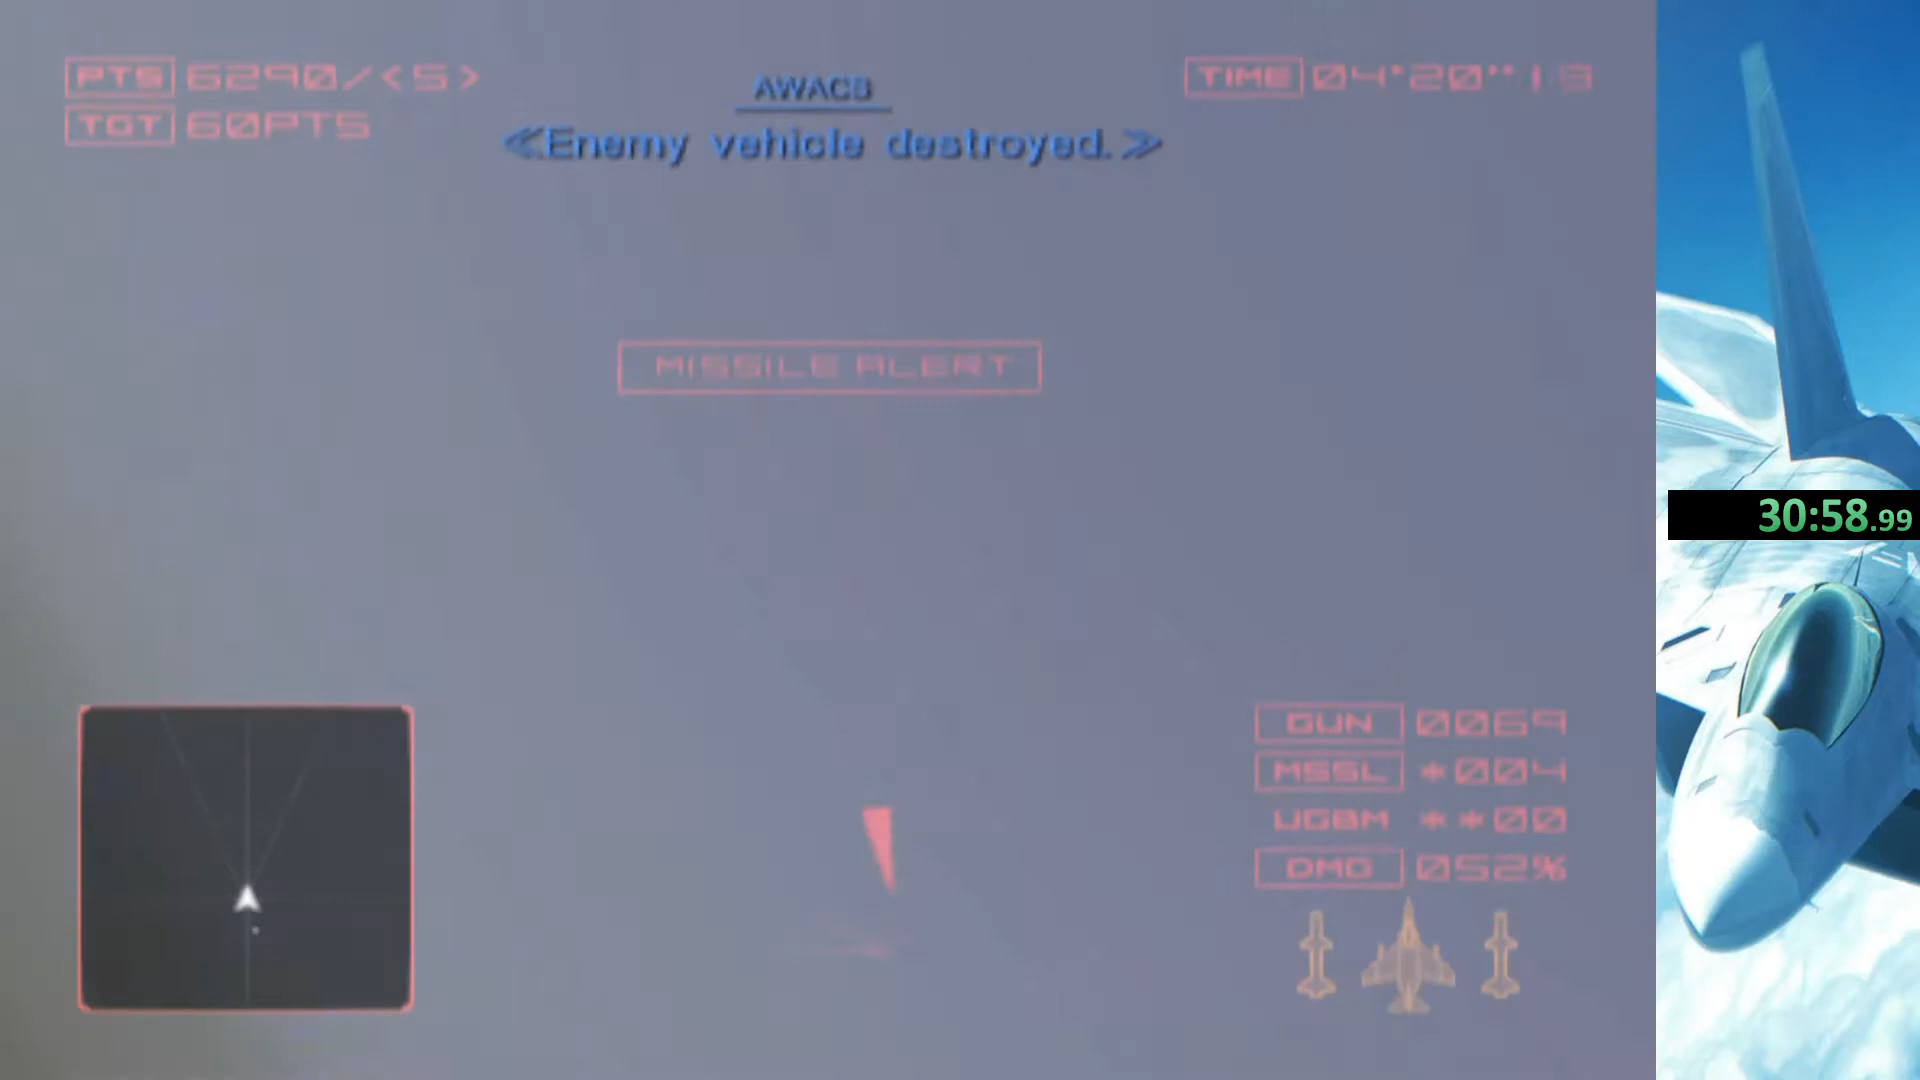 PTS 6290/<S>
TGT 60PTS
AWACS
<<Enemy vehicle destroyed.>>
TIME 04'20"19
MISSILE ALERT
30:58.99
GUN 0069
MSSL *004
UGBM **00
DMG 052%